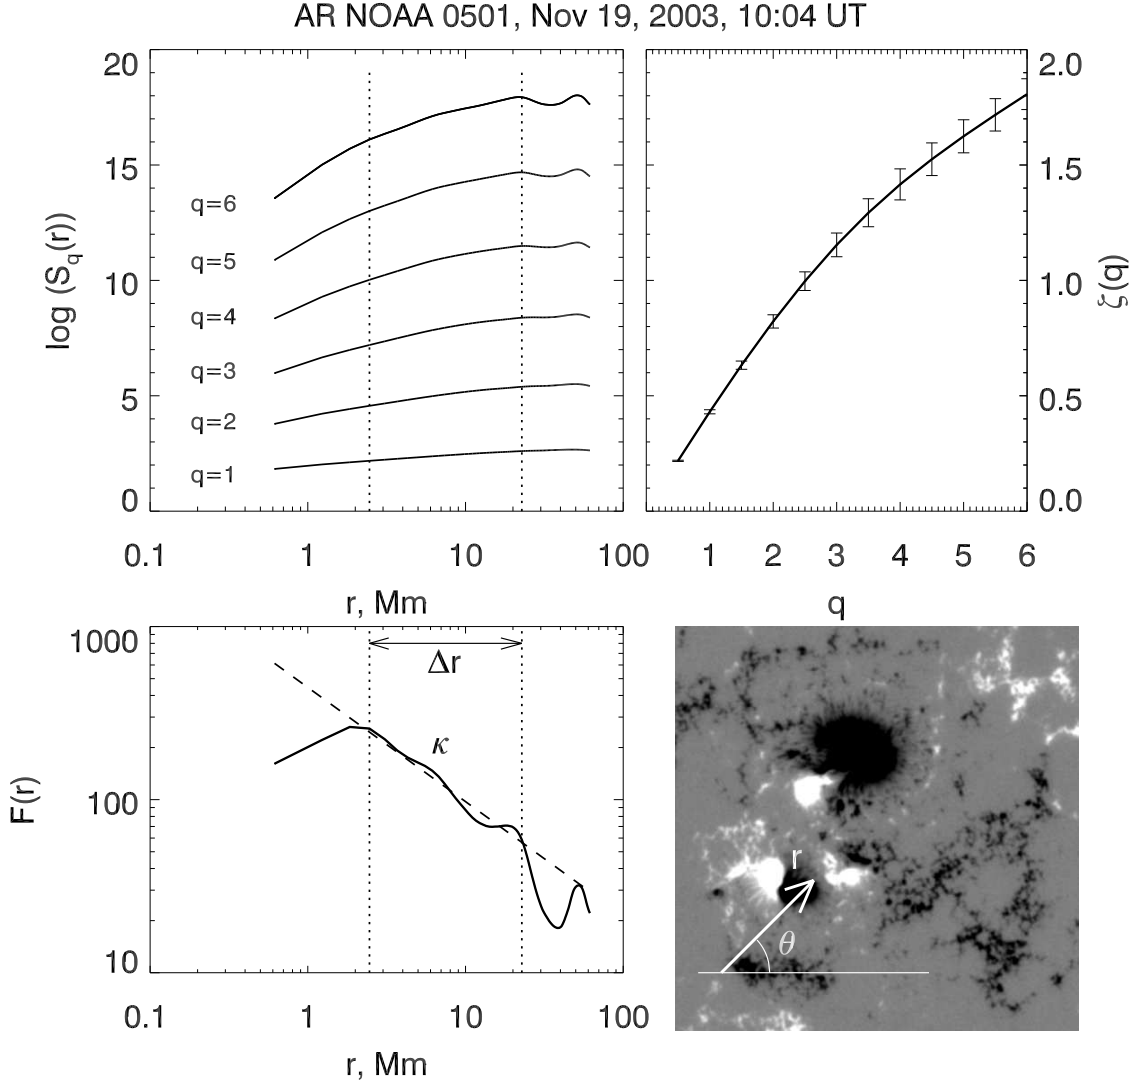 AR NOAA 0501, Nov 19, 2003, 10:04 UT
20
15
10
5
0
log (Sq(r))
q=6
q=5
q=4
q=3
q=2
q=1
0.1 1 10 100
r, Mm
2.0
1.5
1.0
0.5
0.0
ζ(q)
1 2 3 4 5 6
q
1000
100
10
F(r)
Δr
κ
0.1 1 10 100
r, Mm
r
θ